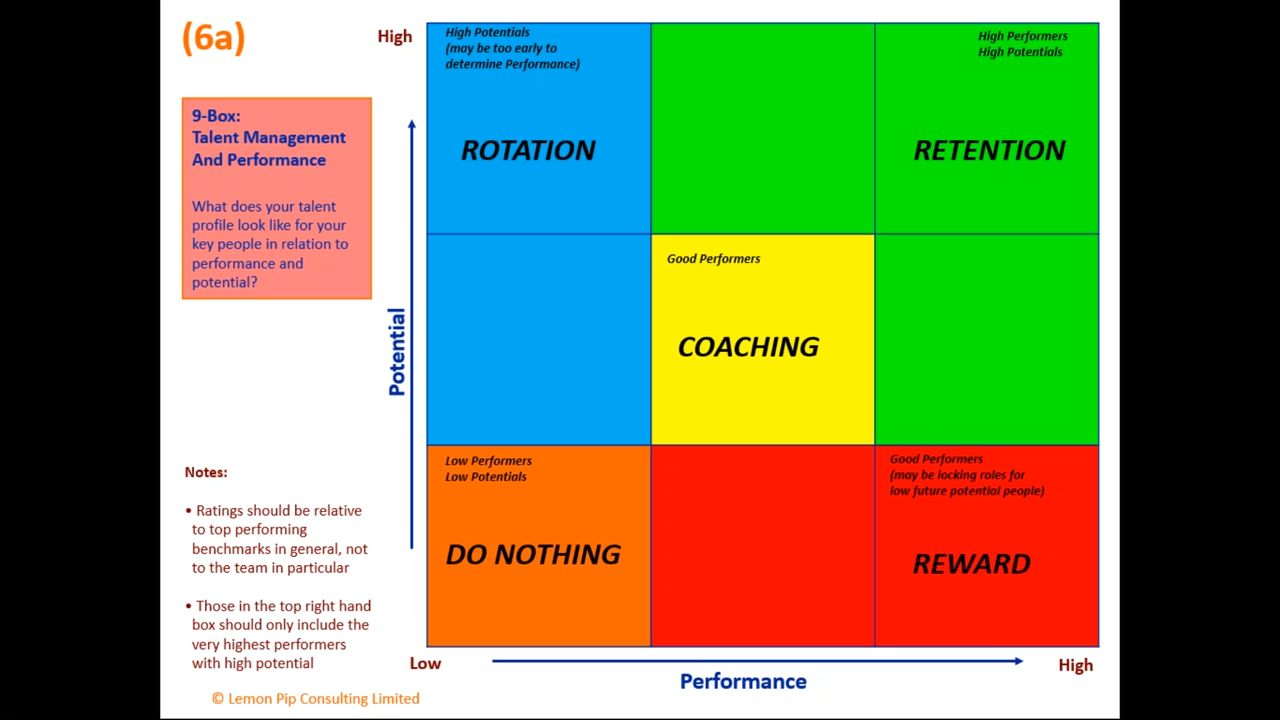 (6a)
9-Box:
Talent Management
And Performance
What does your talent
profile look like for your
key people in relation to
performance and
potential?
Notes:
• Ratings should be relative
to top performing
benchmarks in general, not
to the team in particular
• Those in the top right hand
box should only include the
very highest performers
with high potential
© Lemon Pip Consulting Limited
High
Potential
Low
High Potentials
(may be too early to
determine Performance)
ROTATION
High Performers
High Potentials
RETENTION
Good Performers
COACHING
Low Performers
Low Potentials
DO NOTHING
Good Performers
(may be locking roles for
low future potential people)
REWARD
Performance
High